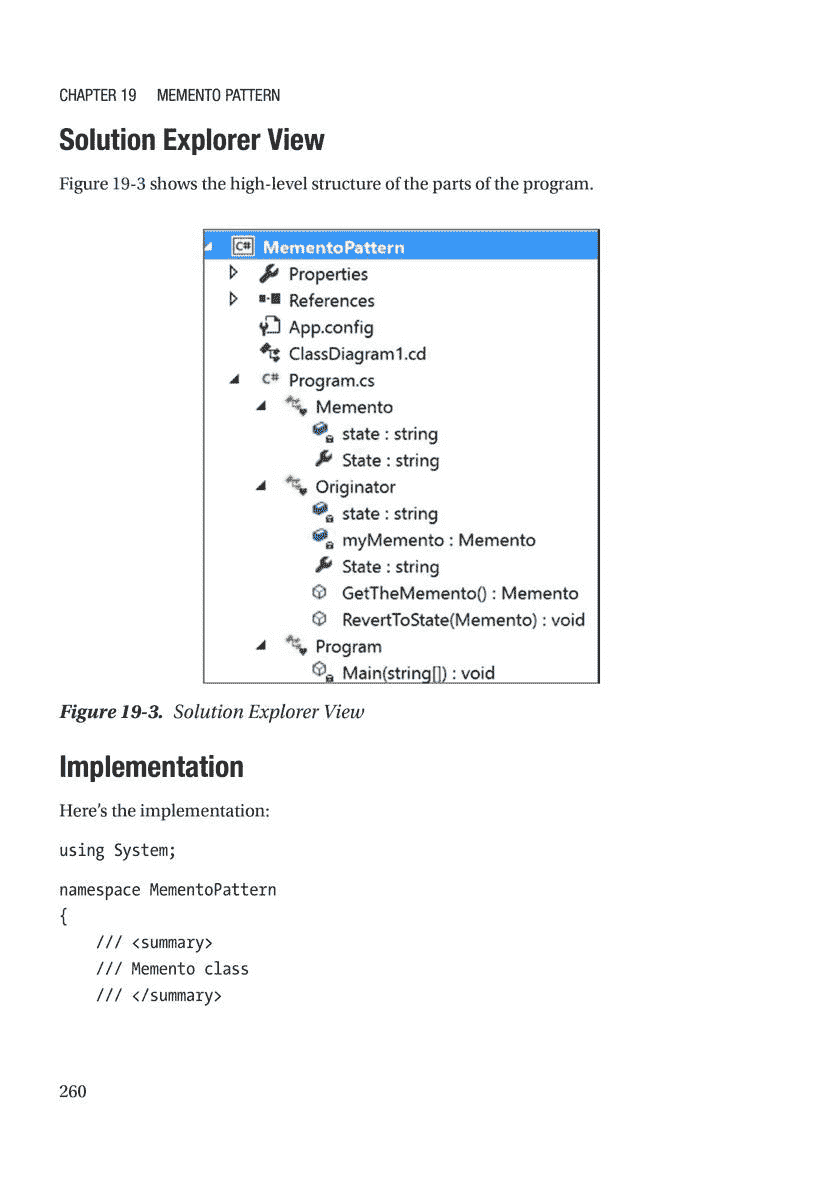 CHAPTER 19 MEMENTO PATTERN
Solution Explorer View
Figure 19-3 shows the high-level structure of the parts of the program.
C# MementoPattern
Properties
References
App.config
ClassDiagram1.cd
C# Program.cs
Memento
state : string
State : string
Originator
state : string
myMemento : Memento
State : string
GetTheMemento() : Memento
RevertToState(Memento) : void
Program
Main(string[]) : void
Figure 19-3. Solution Explorer View
Implementation
Here’s the implementation:
using System;
namespace MementoPattern
{
/// <summary>
/// Memento class
/// </summary>
260